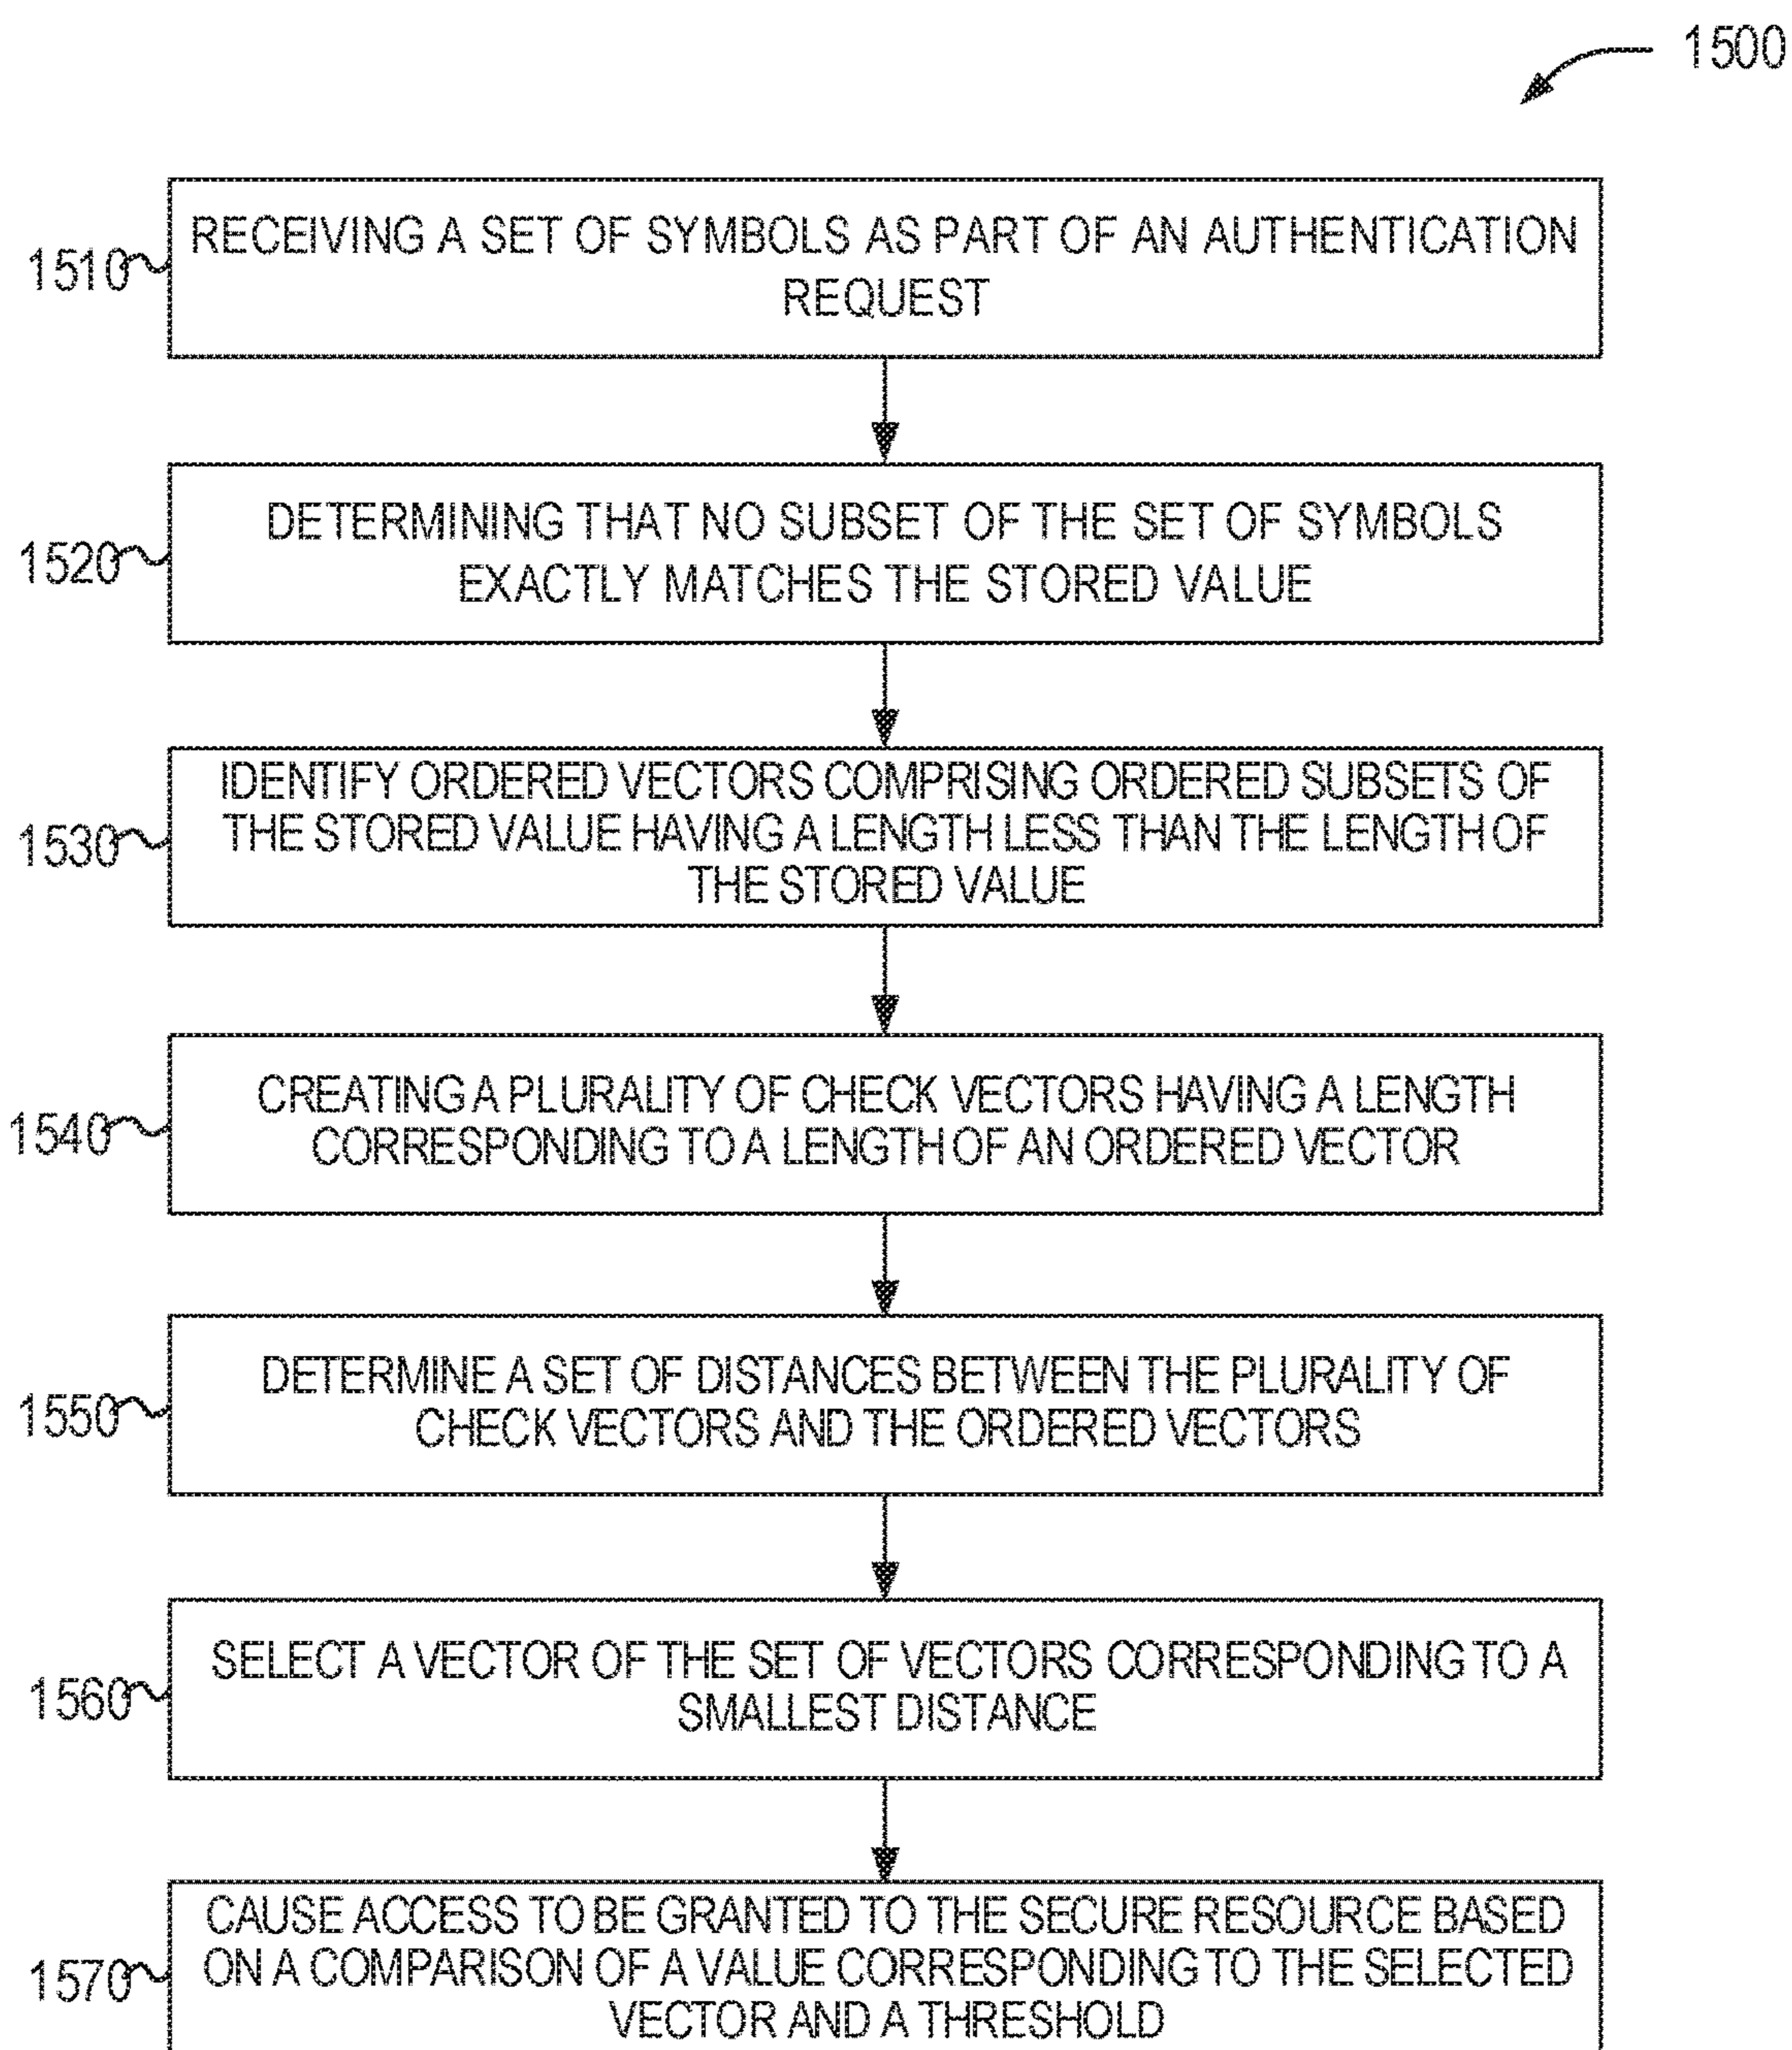 1500
1510
RECEIVING A SET OF SYMBOLS AS PART OF AN AUTHENTICATION
REQUEST
1520
DETERMINING THAT NO SUBSET OF THE SET OF SYMBOLS
EXACTLY MATCHES THE STORED VALUE
1530
IDENTIFY ORDERED VECTORS COMPRISING ORDERED SUBSETS OF
THE STORED VALUE HAVING A LENGTH LESS THAN THE LENGTH OF
THE STORED VALUE
1540
CREATING A PLURALITY OF CHECK VECTORS HAVING A LENGTH
CORRESPONDING TO A LENGTH OF AN ORDERED VECTOR
1550
DETERMINE A SET OF DISTANCES BETWEEN THE PLURALITY OF
CHECK VECTORS AND THE ORDERED VECTORS
1560
SELECT A VECTOR OF THE SET OF VECTORS CORRESPONDING TO A
SMALLEST DISTANCE
1570
CAUSE ACCESS TO BE GRANTED TO THE SECURE RESOURCE BASED
ON A COMPARISON OF A VALUE CORRESPONDING TO THE SELECTED
VECTOR AND A THRESHOLD